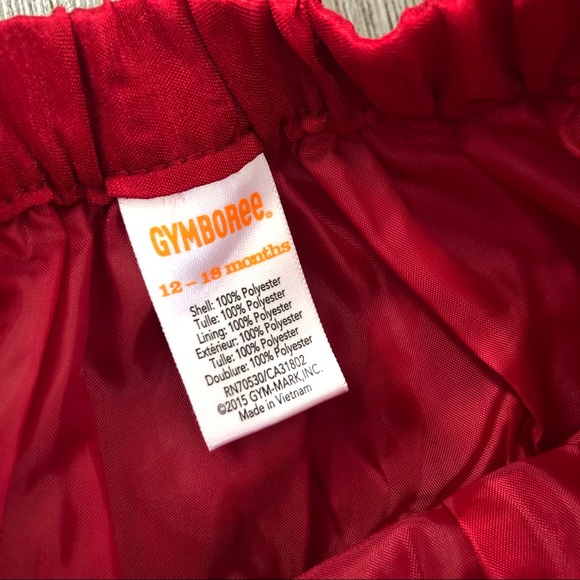 GYMBOREE.
12 – 18 months
Shell: 100% Polyester
Tulle: 100% Polyester
Lining: 100% Polyester
Extérieur: 100% Polyester
Tulle: 100% Polyester
Doublure: 100% Polyester
RN70530/CA31802
©2015 GYM-MARK, INC.
Made in Vietnam